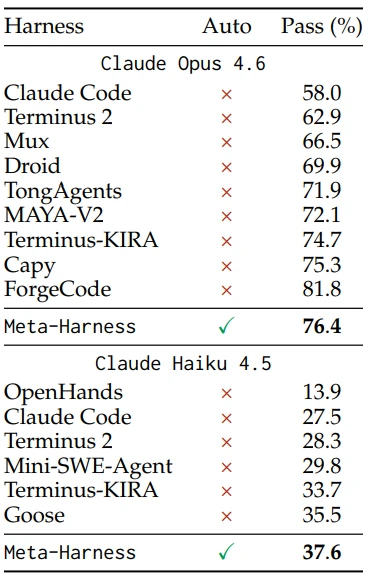 Harness Auto Pass (%)
Claude Opus 4.6
Claude Code × 58.0
Terminus 2 × 62.9
Mux × 66.5
Droid × 69.9
TongAgents × 71.9
MAYA-V2 × 72.1
Terminus-KIRA × 74.7
Capy × 75.3
ForgeCode × 81.8
Meta-Harness ✓ 76.4
Claude Haiku 4.5
OpenHands × 13.9
Claude Code × 27.5
Terminus 2 × 28.3
Mini-SWE-Agent × 29.8
Terminus-KIRA × 33.7
Goose × 35.5
Meta-Harness ✓ 37.6